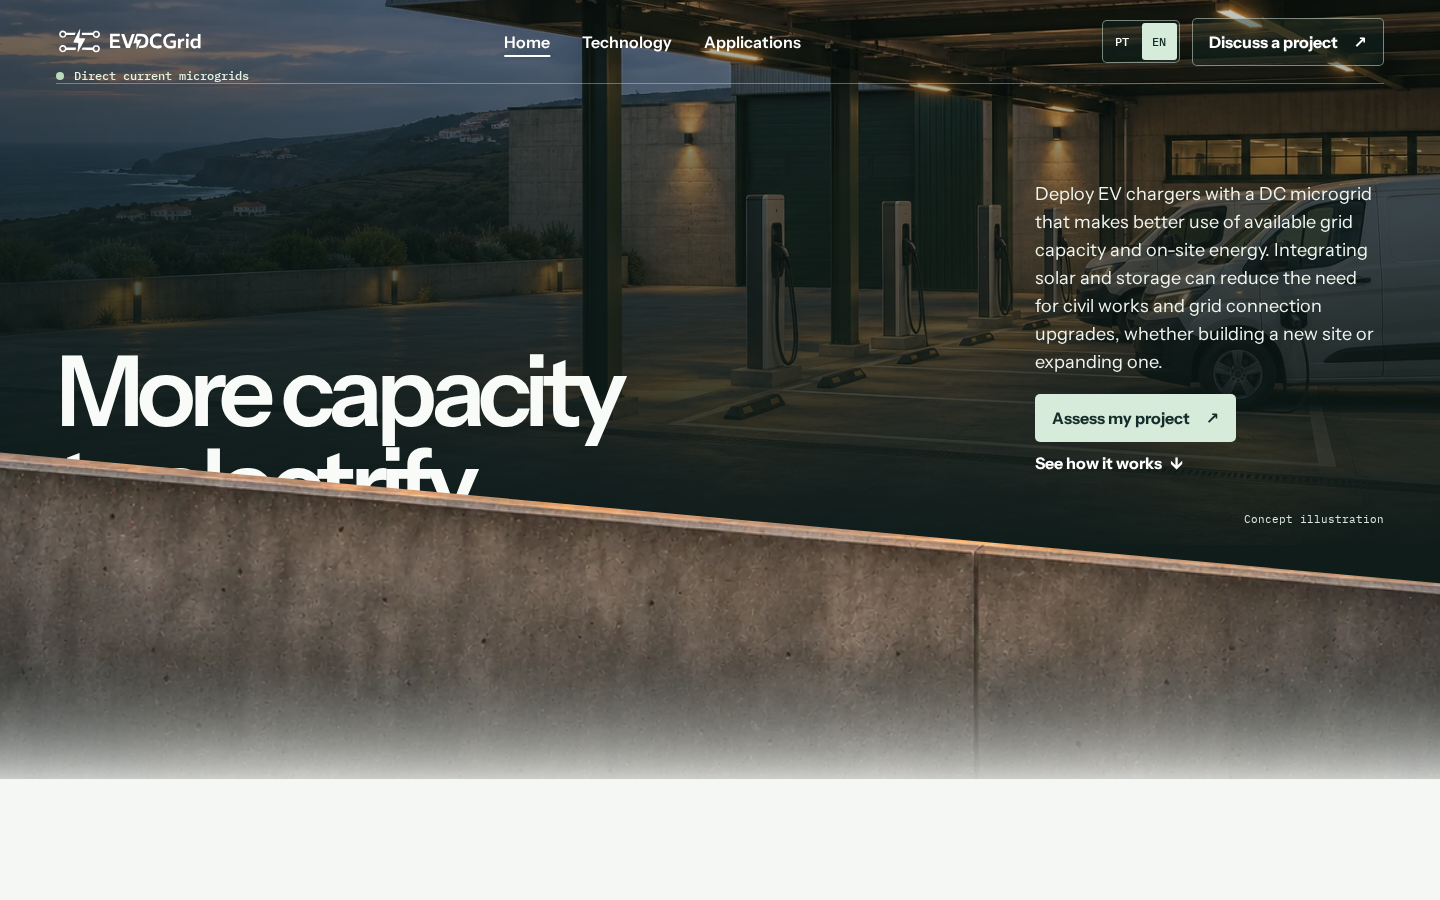 EVDCGrid
Home
Technology
Applications
PT
EN
Discuss a project ↗
Direct current microgrids
Deploy EV chargers with a DC microgrid
that makes better use of available grid
capacity and on-site energy. Integrating
solar and storage can reduce the need
for civil works and grid connection
upgrades, whether building a new site or
expanding one.
More capacity
to electrify
Assess my project ↗
See how it works ↓
Concept illustration